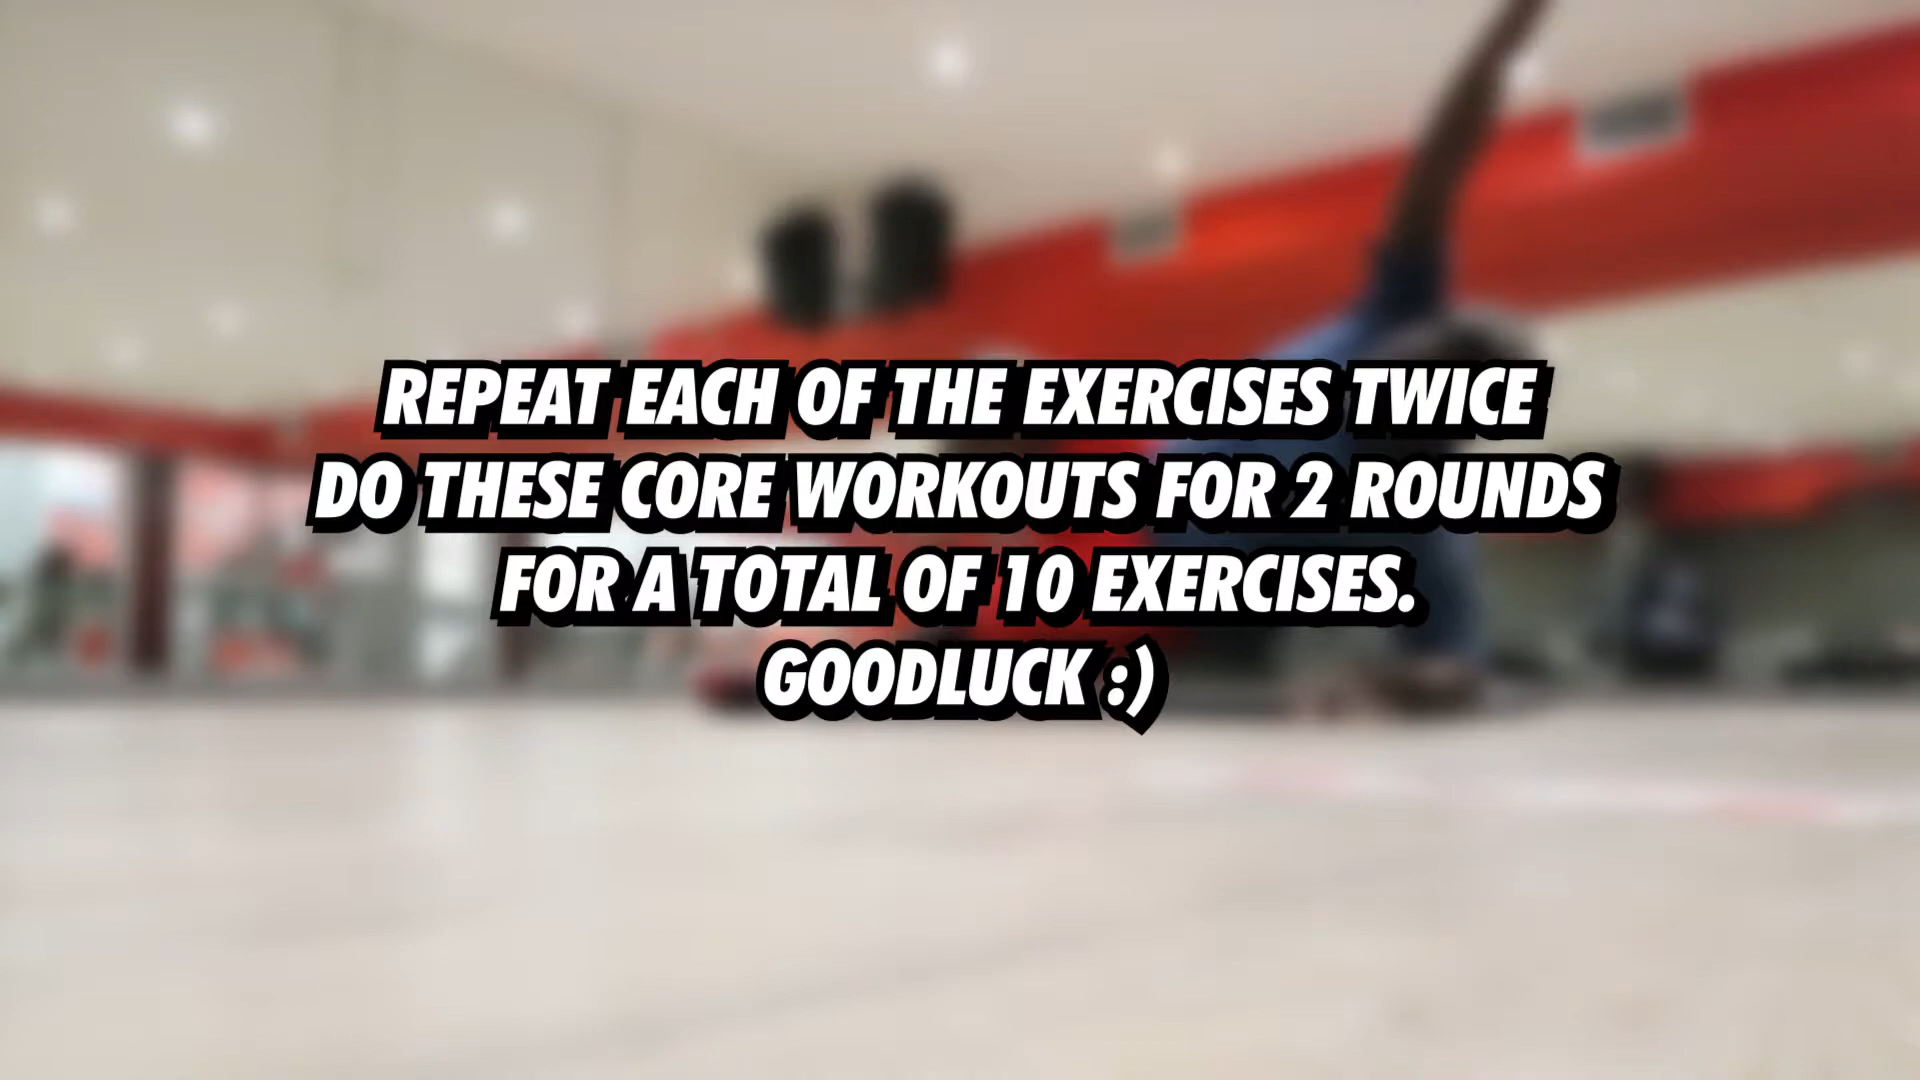 REPEAT EACH OF THE EXERCISES TWICE
DO THESE CORE WORKOUTS FOR 2 ROUNDS
FOR A TOTAL OF 10 EXERCISES.
GOODLUCK :)